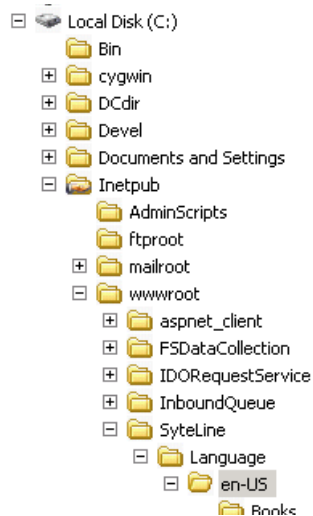 Local Disk (C:)
Bin
cygwin
DCdir
Devel
Documents and Settings
Inetpub
AdminScripts
ftproot
mailroot
wwwroot
aspnet_client
FSDataCollection
IDORequestService
InboundQueue
SyteLine
Language
en-US
Books